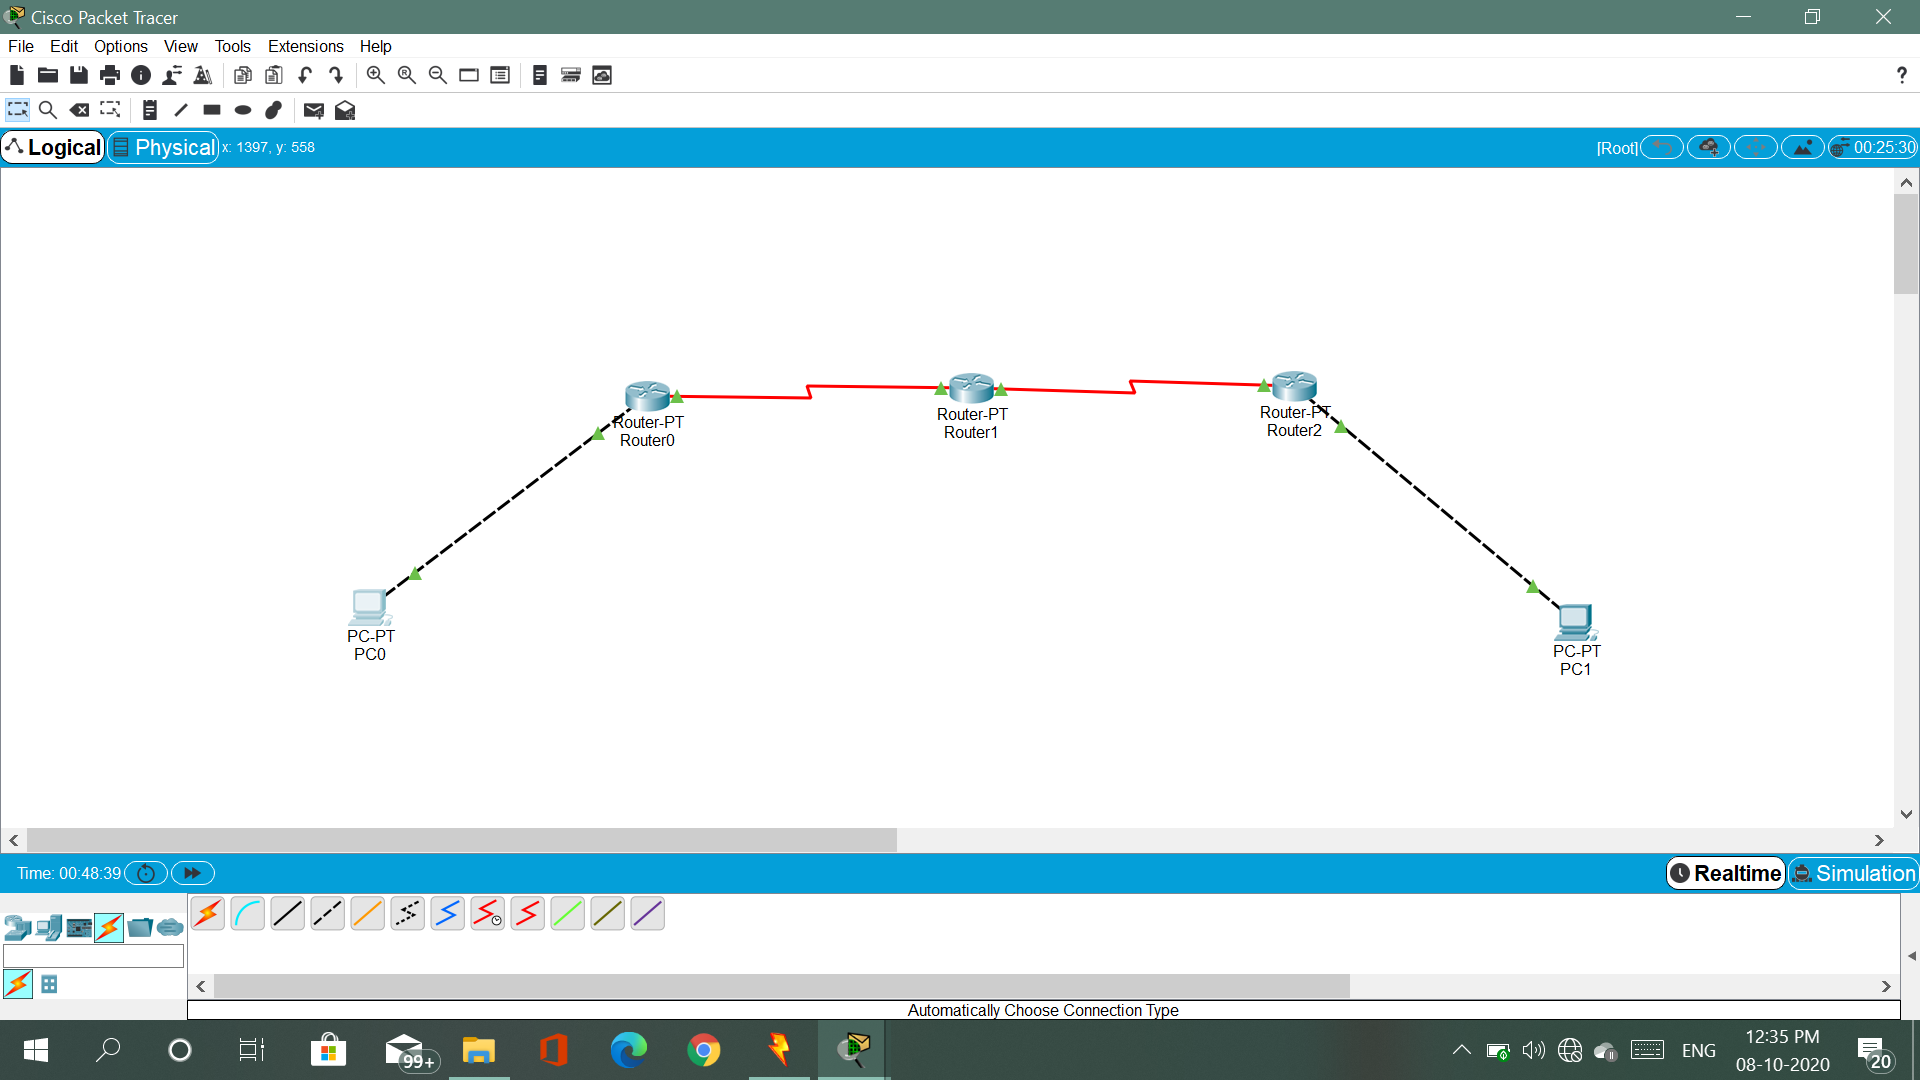 Cisco Packet Tracer
File Edit Options View Tools Extensions Help
?
Logical Physical x: 1397, y: 558 [Root] 00:25:30
Router-PT
Router0
Router-PT
Router1
Router-PT
Router2
PC-PT
PC0
PC-PT
PC1
Time: 00:48:39 Realtime Simulation
Automatically Choose Connection Type
99+
ENG
12:35 PM
08-10-2020
20